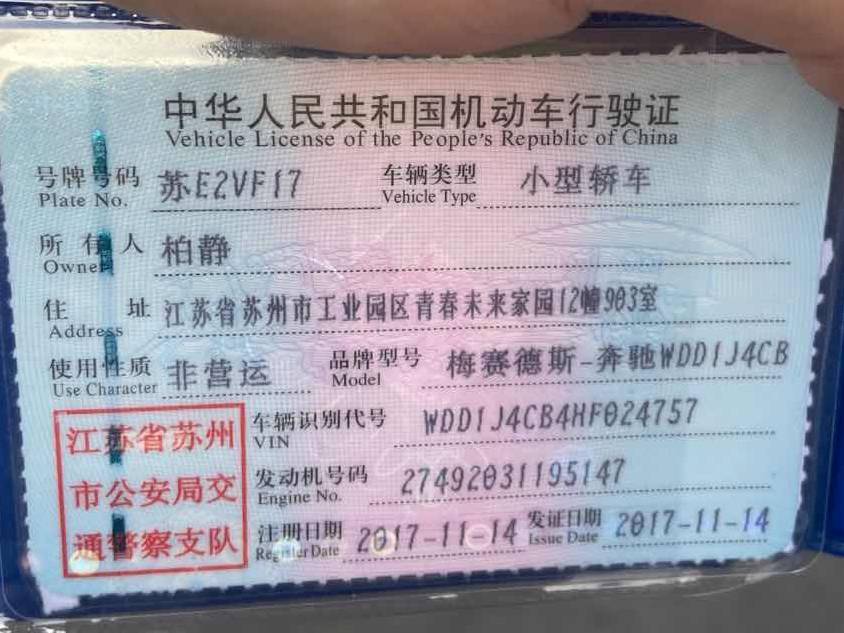 中华人民共和国机动车行驶证
Vehicle License of the People's Republic of China
号牌号码 苏E2VF17 车辆类型 小型轿车
Plate No. Vehicle Type
所有人 柏静
Owner
住址 江苏省苏州市工业园区青春未来家园12幢903室
Address
使用性质 非营运 品牌型号 梅赛德斯-奔驰WDD1J4CB
Use Character Model
车辆识别代号 WDD1J4CB4HF024757
VIN
发动机号码 27492031195147
Engine No.
注册日期 2017-11-14 发证日期 2017-11-14
Register Date Issue Date
江苏省苏州
市公安局交
通警察支队